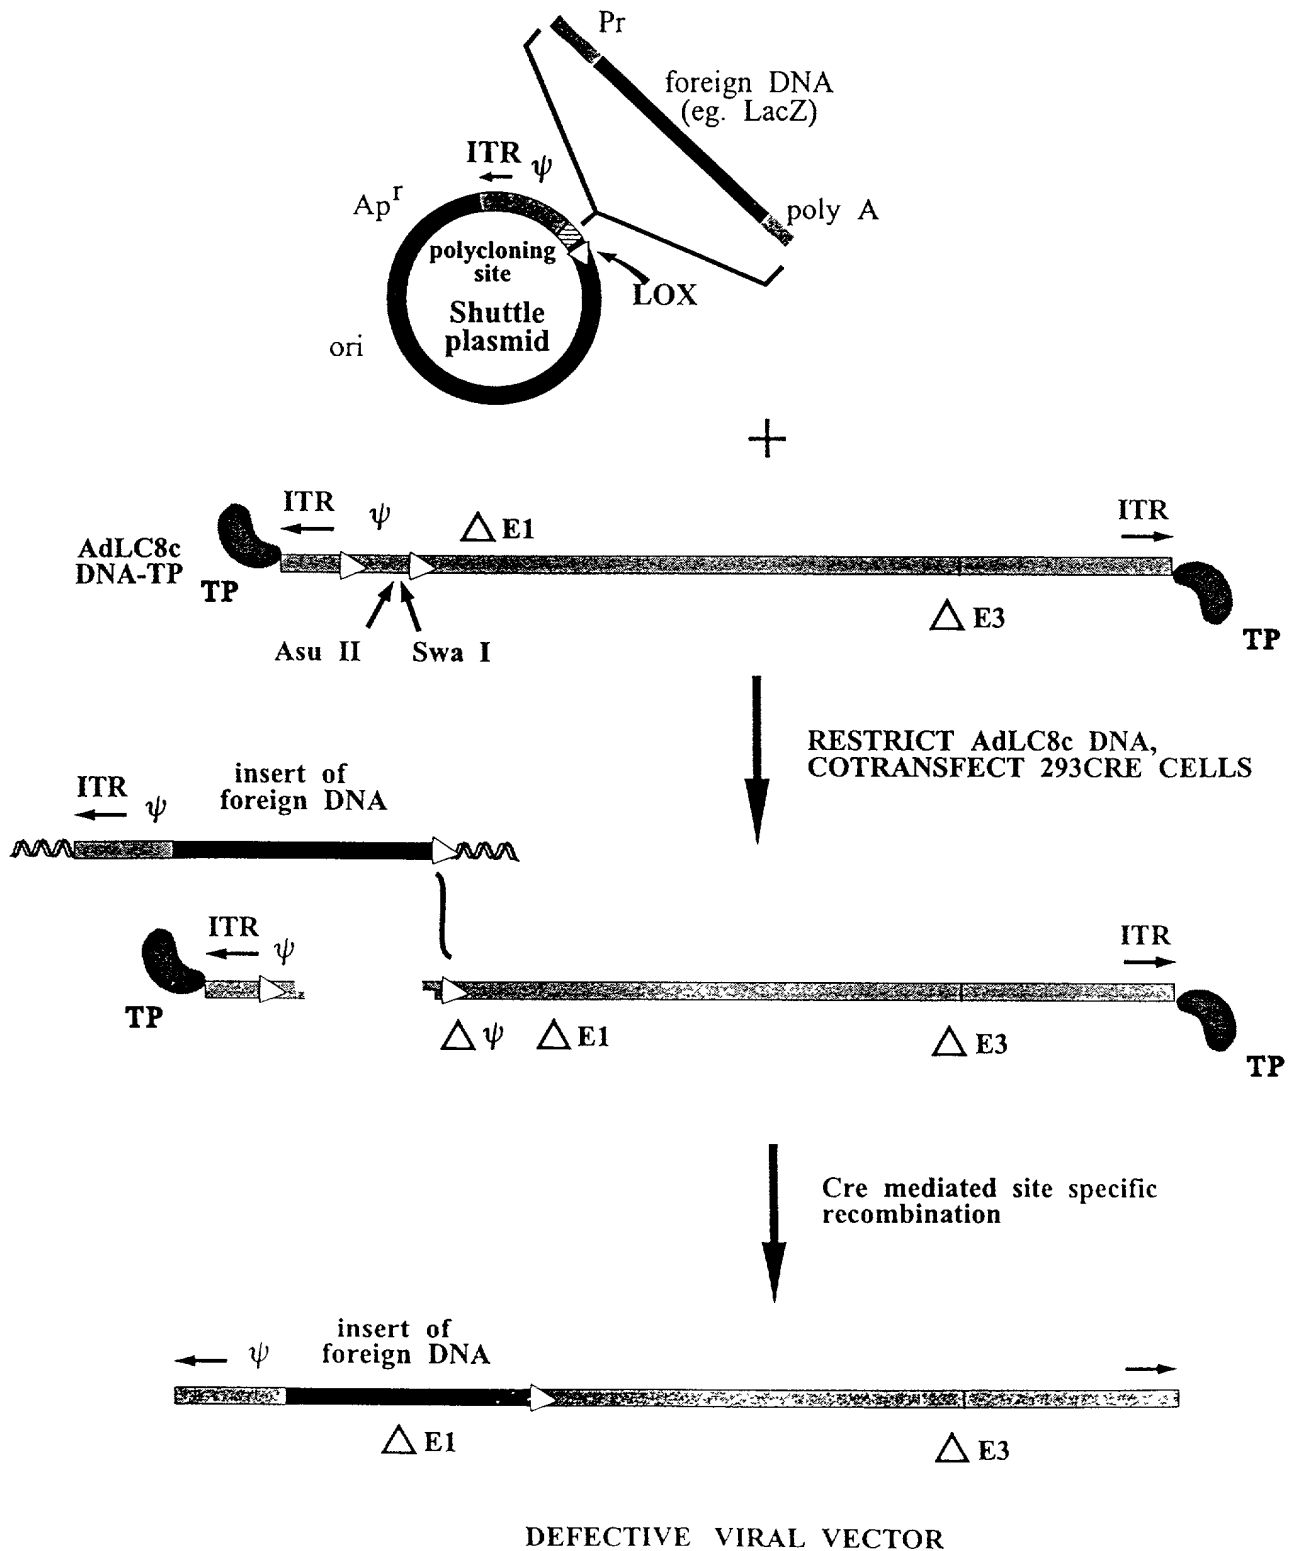 Pr
foreign DNA
(eg. LacZ)
ITR ψ
Ap^r
poly A
polycloning
site
LOX
Shuttle
plasmid
ori
+
ITR ψ
△ E1
ITR
AdLC8c
DNA-TP
TP
△ E3
TP
Asu II Swa I
RESTRICT AdLC8c DNA,
COTRANSFECT 293CRE CELLS
insert of
foreign DNA
ITR ψ
ITR ψ
ITR
TP
△ ψ △ E1
△ E3
TP
Cre mediated site specific
recombination
insert of
foreign DNA
ψ
△ E1
△ E3
DEFECTIVE VIRAL VECTOR